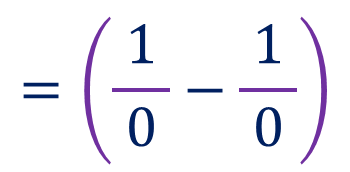 = (1/0 − 1/0)